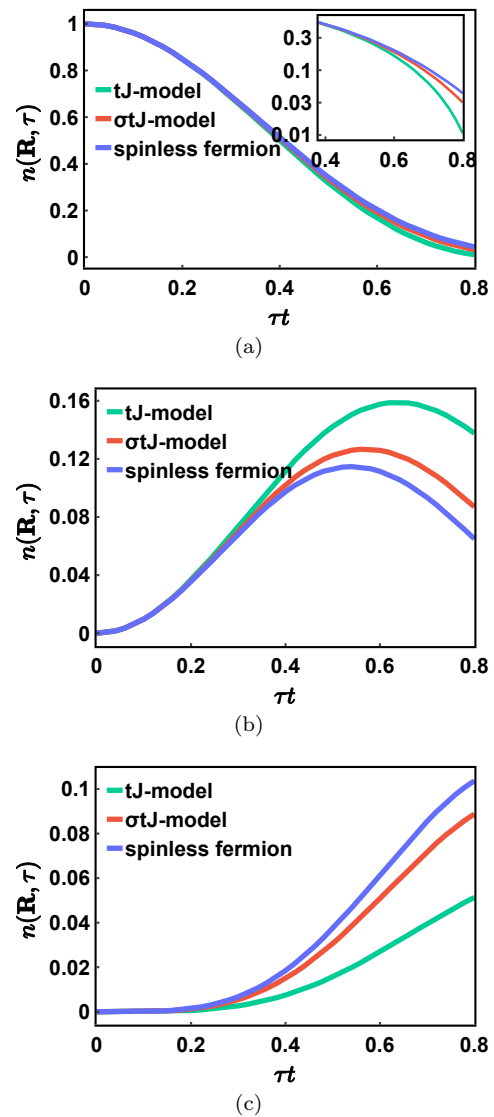 1
0.8
0.6
0.4
0.2
0
n(R, τ)
tJ-model
σtJ-model
spinless fermion
0.3
0.1
0.03
0.01
0.4 0.6 0.8
0 0.2 0.4 0.6 0.8
τt
(a)
0.16
0.12
0.08
0.04
0
n(R, τ)
tJ-model
σtJ-model
spinless fermion
0 0.2 0.4 0.6 0.8
τt
(b)
0.1
0.08
0.06
0.04
0.02
0
n(R, τ)
tJ-model
σtJ-model
spinless fermion
0 0.2 0.4 0.6 0.8
τt
(c)